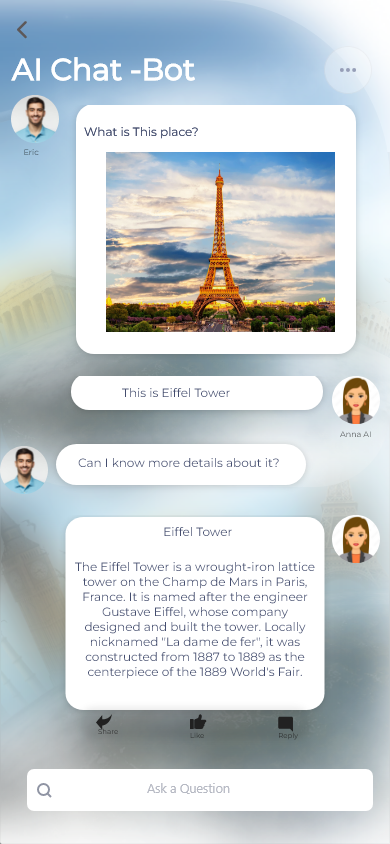 AI Chat -Bot
Eric
What is This place?
This is Eiffel Tower
Anna AI
Can I know more details about it?
Eiffel Tower
The Eiffel Tower is a wrought-iron lattice
tower on the Champ de Mars in Paris,
France. It is named after the engineer
Gustave Eiffel, whose company
designed and built the tower. Locally
nicknamed "La dame de fer", it was
constructed from 1887 to 1889 as the
centerpiece of the 1889 World's Fair.
Share Like Reply
Ask a Question